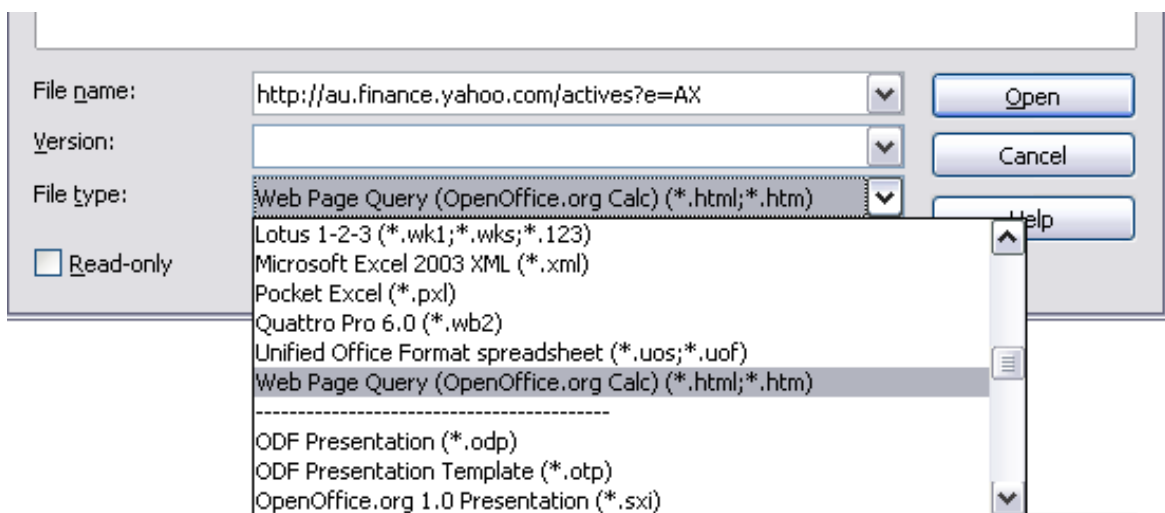 File name:
http://au.finance.yahoo.com/actives?e=AX
Open
Version:
Cancel
File type:
Web Page Query (OpenOffice.org Calc) (*.html;*.htm)
Help
Read-only
Lotus 1-2-3 (*.wk1;*.wks;*.123)
Microsoft Excel 2003 XML (*.xml)
Pocket Excel (*.pxl)
Quattro Pro 6.0 (*.wb2)
Unified Office Format spreadsheet (*.uos;*.uof)
Web Page Query (OpenOffice.org Calc) (*.html;*.htm)
----------------------------------------
ODF Presentation (*.odp)
ODF Presentation Template (*.otp)
OpenOffice.org 1.0 Presentation (*.sxi)